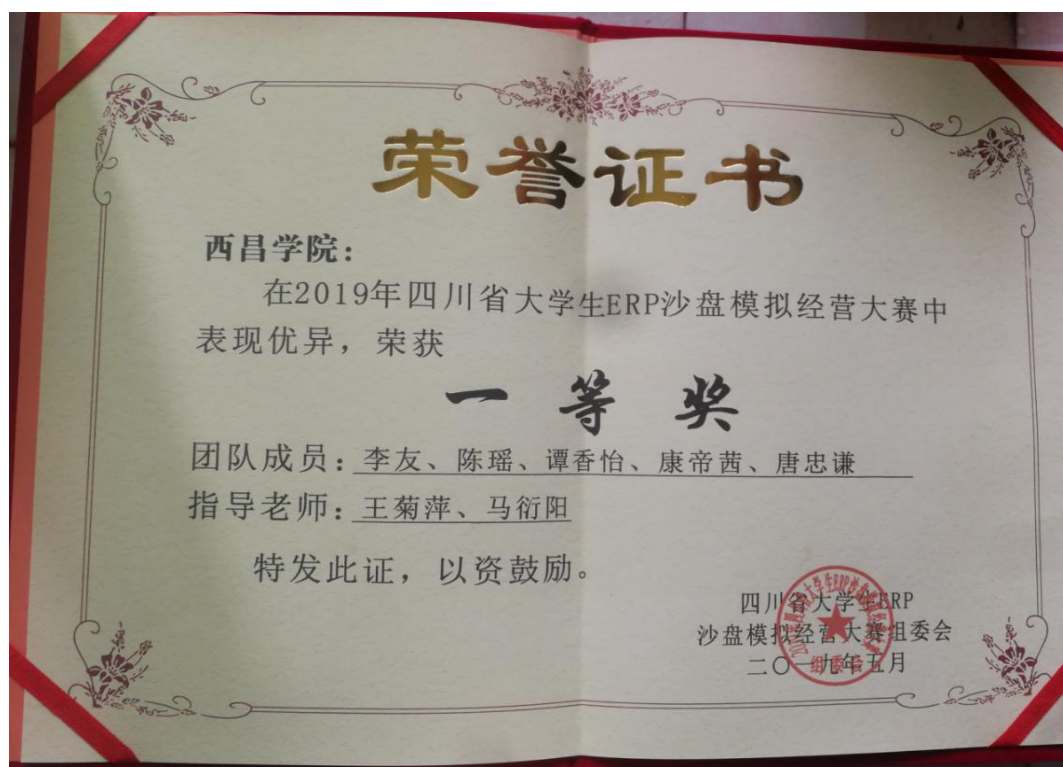 荣誉证书
西昌学院：
在2019年四川省大学生ERP沙盘模拟经营大赛中
表现优异，荣获
一等奖
团队成员：李友、陈瑶、谭香怡、康帝茜、唐忠谦
指导老师：王菊萍、马衍阳
特发此证，以资鼓励。
四川省大学生ERP
沙盘模拟经营大赛组委会
二〇一九年五月
组委会